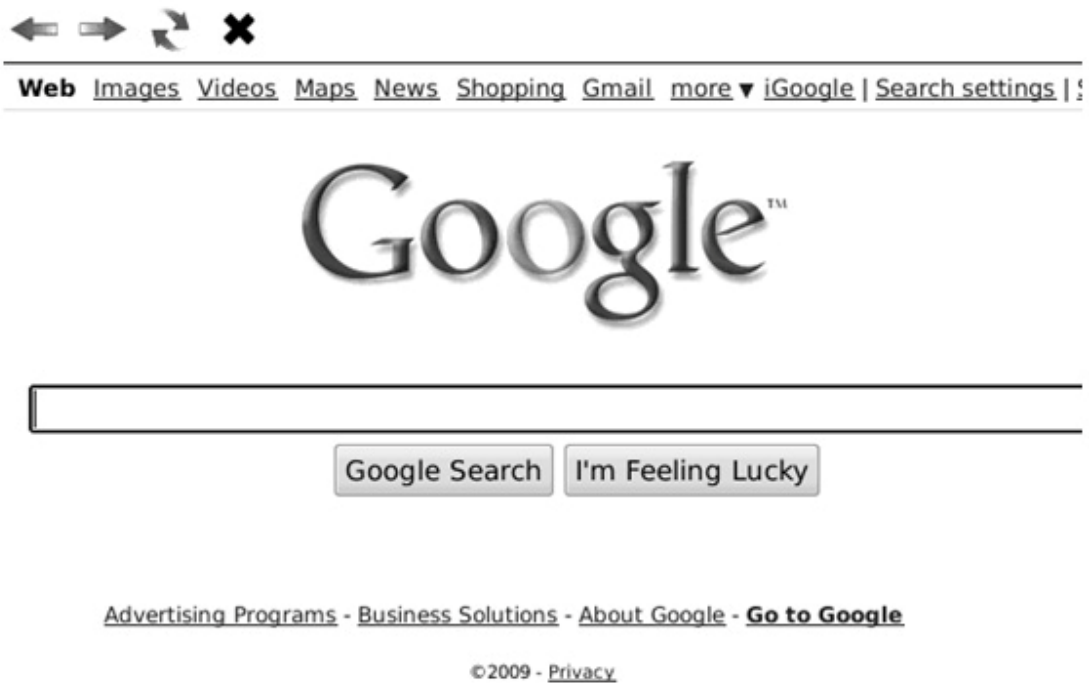 Web Images Videos Maps News Shopping Gmail more ▼ iGoogle | Search settings |
Google™
Google Search I'm Feeling Lucky
Advertising Programs - Business Solutions - About Google - Go to Google
©2009 - Privacy